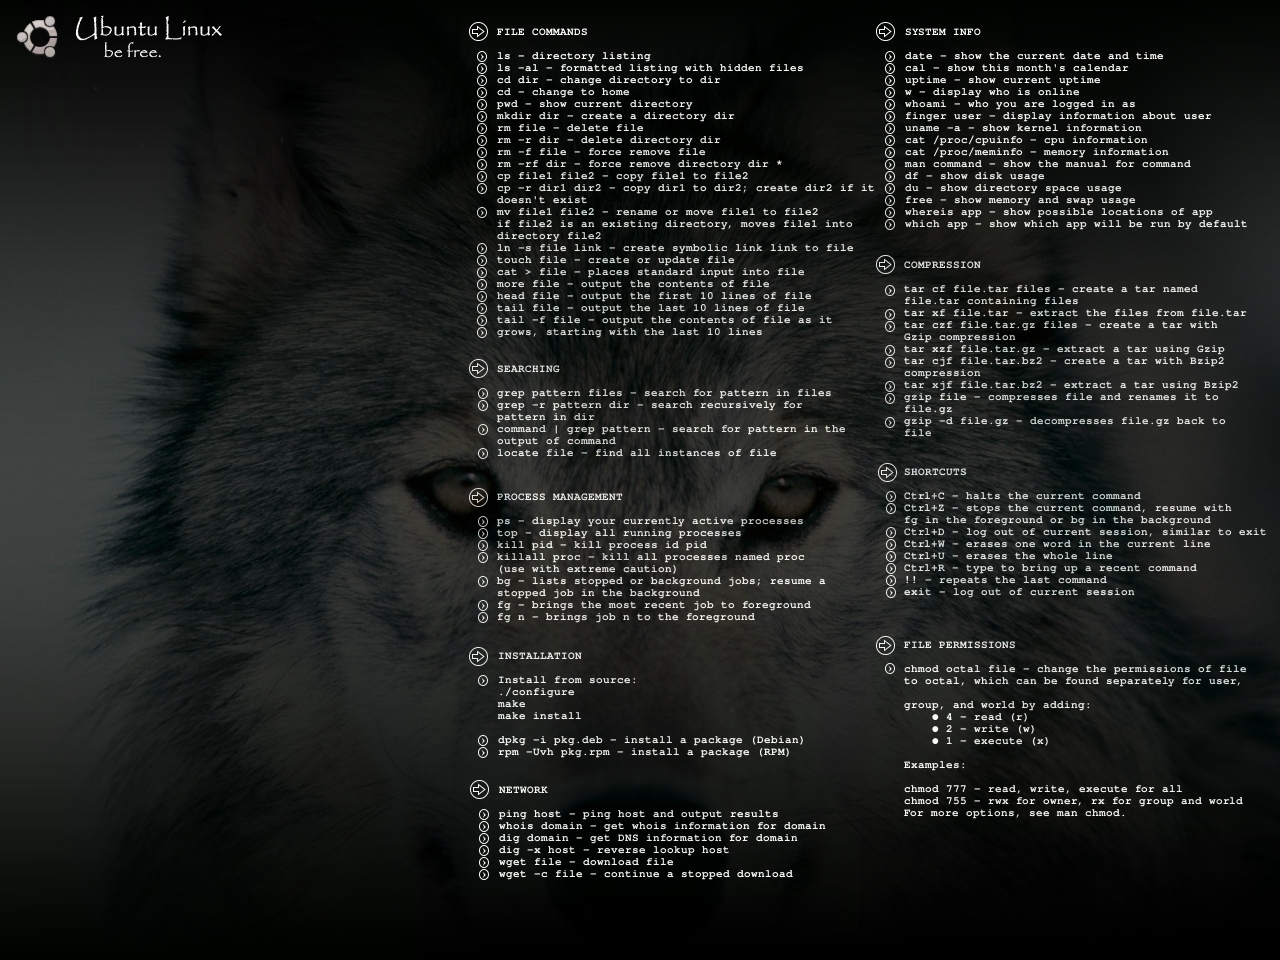 Ubuntu Linux
be free.
FILE COMMANDS
ls - directory listing
ls -al - formatted listing with hidden files
cd dir - change directory to dir
cd - change to home
pwd - show current directory
mkdir dir - create a directory dir
rm file - delete file
rm -r dir - delete directory dir
rm -f file - force remove file
rm -rf dir - force remove directory dir *
cp file1 file2 - copy file1 to file2
cp -r dir1 dir2 - copy dir1 to dir2; create dir2 if it
doesn't exist
mv file1 file2 - rename or move file1 to file2
if file2 is an existing directory, moves file1 into
directory file2
ln -s file link - create symbolic link link to file
touch file - create or update file
cat > file - places standard input into file
more file - output the contents of file
head file - output the first 10 lines of file
tail file - output the last 10 lines of file
tail -f file - output the contents of file as it
grows, starting with the last 10 lines
SEARCHING
grep pattern files - search for pattern in files
grep -r pattern dir - search recursively for
pattern in dir
command | grep pattern - search for pattern in the
output of command
locate file - find all instances of file
PROCESS MANAGEMENT
ps - display your currently active processes
top - display all running processes
kill pid - kill process id pid
killall proc - kill all processes named proc
(use with extreme caution)
bg - lists stopped or background jobs; resume a
stopped job in the background
fg - brings the most recent job to foreground
fg n - brings job n to the foreground
INSTALLATION
Install from source:
./configure
make
make install
dpkg -i pkg.deb - install a package (Debian)
rpm -Uvh pkg.rpm - install a package (RPM)
NETWORK
ping host - ping host and output results
whois domain - get whois information for domain
dig domain - get DNS information for domain
dig -x host - reverse lookup host
wget file - download file
wget -c file - continue a stopped download
SYSTEM INFO
date - show the current date and time
cal - show this month's calendar
uptime - show current uptime
w - display who is online
whoami - who you are logged in as
finger user - display information about user
uname -a - show kernel information
cat /proc/cpuinfo - cpu information
cat /proc/meminfo - memory information
man command - show the manual for command
df - show disk usage
du - show directory space usage
free - show memory and swap usage
whereis app - show possible locations of app
which app - show which app will be run by default
COMPRESSION
tar cf file.tar files - create a tar named
file.tar containing files
tar xf file.tar - extract the files from file.tar
tar czf file.tar.gz files - create a tar with
Gzip compression
tar xzf file.tar.gz - extract a tar using Gzip
tar cjf file.tar.bz2 - create a tar with Bzip2
compression
tar xjf file.tar.bz2 - extract a tar using Bzip2
gzip file - compresses file and renames it to
file.gz
gzip -d file.gz - decompresses file.gz back to
file
SHORTCUTS
Ctrl+C - halts the current command
Ctrl+Z - stops the current command, resume with
fg in the foreground or bg in the background
Ctrl+D - log out of current session, similar to exit
Ctrl+W - erases one word in the current line
Ctrl+U - erases the whole line
Ctrl+R - type to bring up a recent command
!! - repeats the last command
exit - log out of current session
FILE PERMISSIONS
chmod octal file - change the permissions of file
to octal, which can be found separately for user,
group, and world by adding:
● 4 - read (r)
● 2 - write (w)
● 1 - execute (x)
Examples:
chmod 777 - read, write, execute for all
chmod 755 - rwx for owner, rx for group and world
For more options, see man chmod.